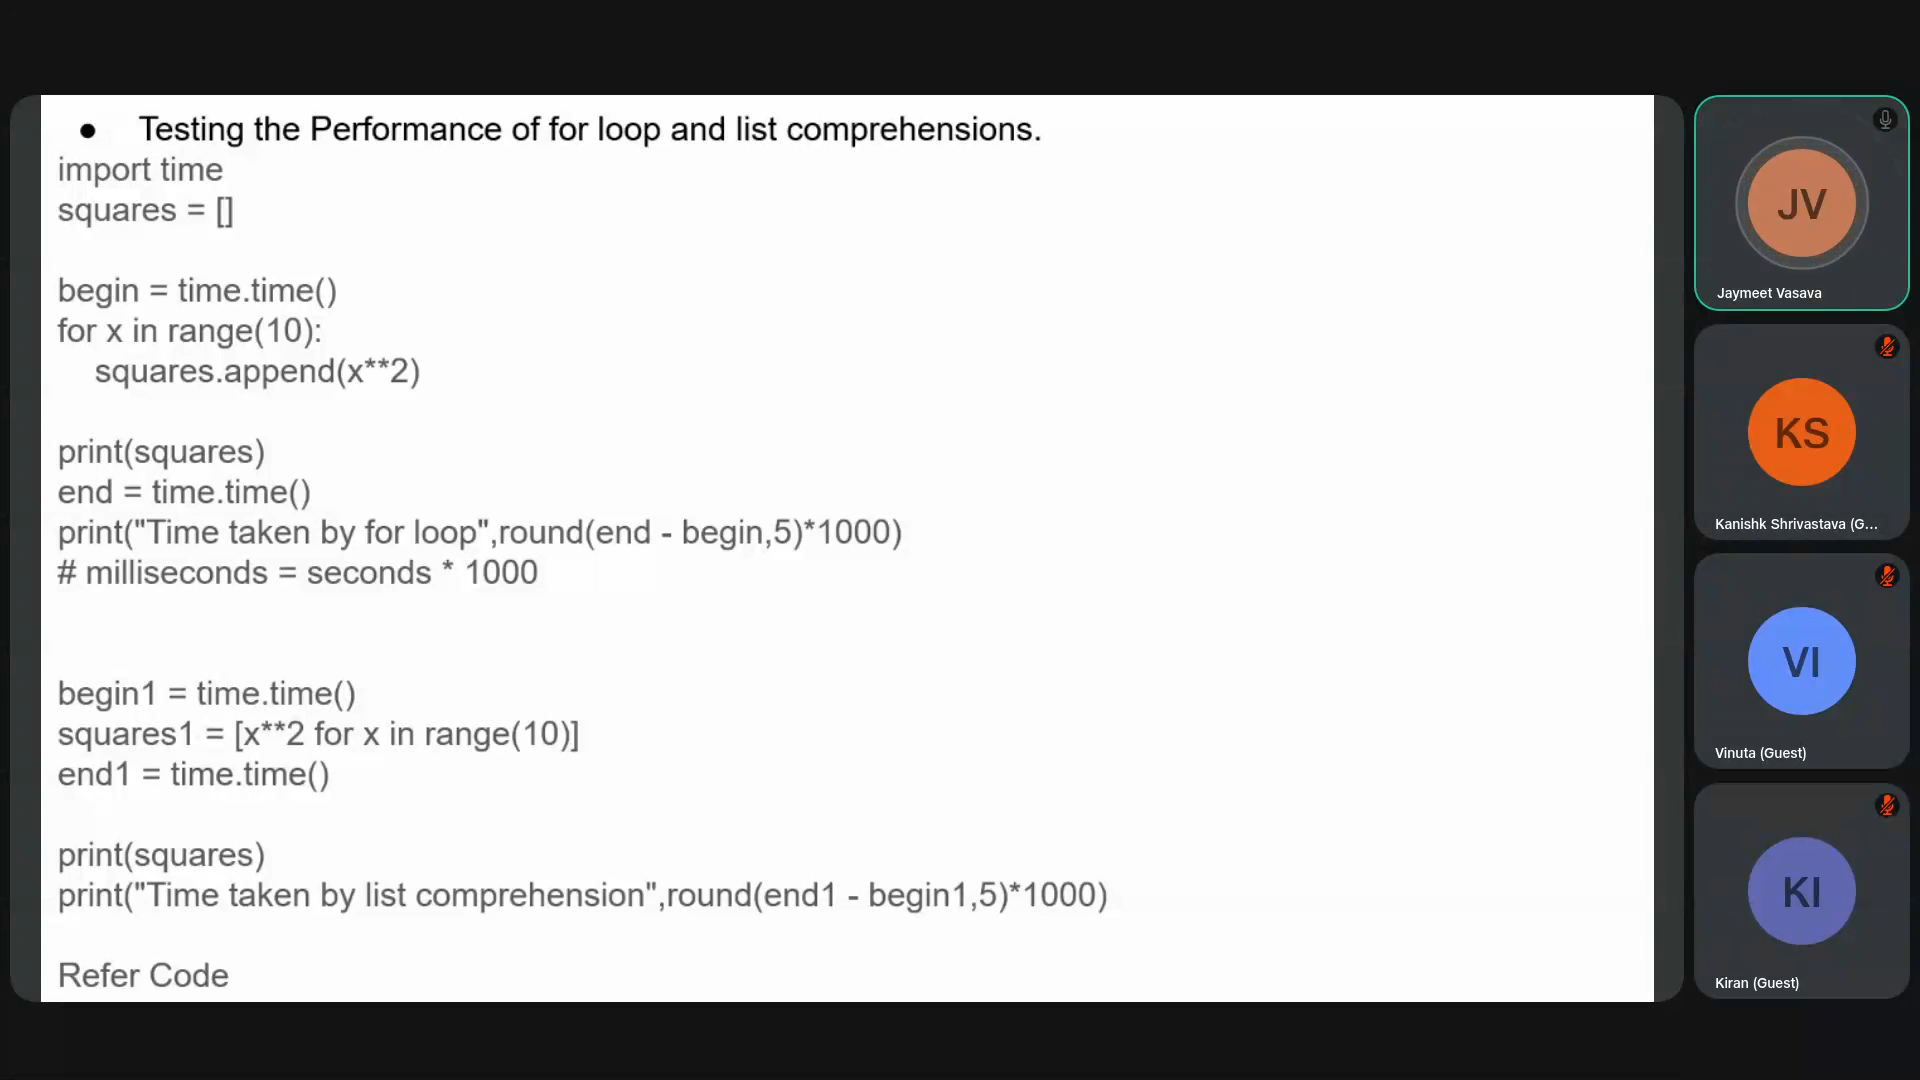 ● Testing the Performance of for loop and list comprehensions.
import time
squares = []
begin = time.time()
for x in range(10):
squares.append(x**2)
print(squares)
end = time.time()
print("Time taken by for loop",round(end - begin,5)*1000)
# milliseconds = seconds * 1000
begin1 = time.time()
squares1 = [x**2 for x in range(10)]
end1 = time.time()
print(squares)
print("Time taken by list comprehension",round(end1 - begin1,5)*1000)
Refer Code
JV
Jaymeet Vasava
KS
Kanishk Shrivastava (G...
VI
Vinuta (Guest)
KI
Kiran (Guest)